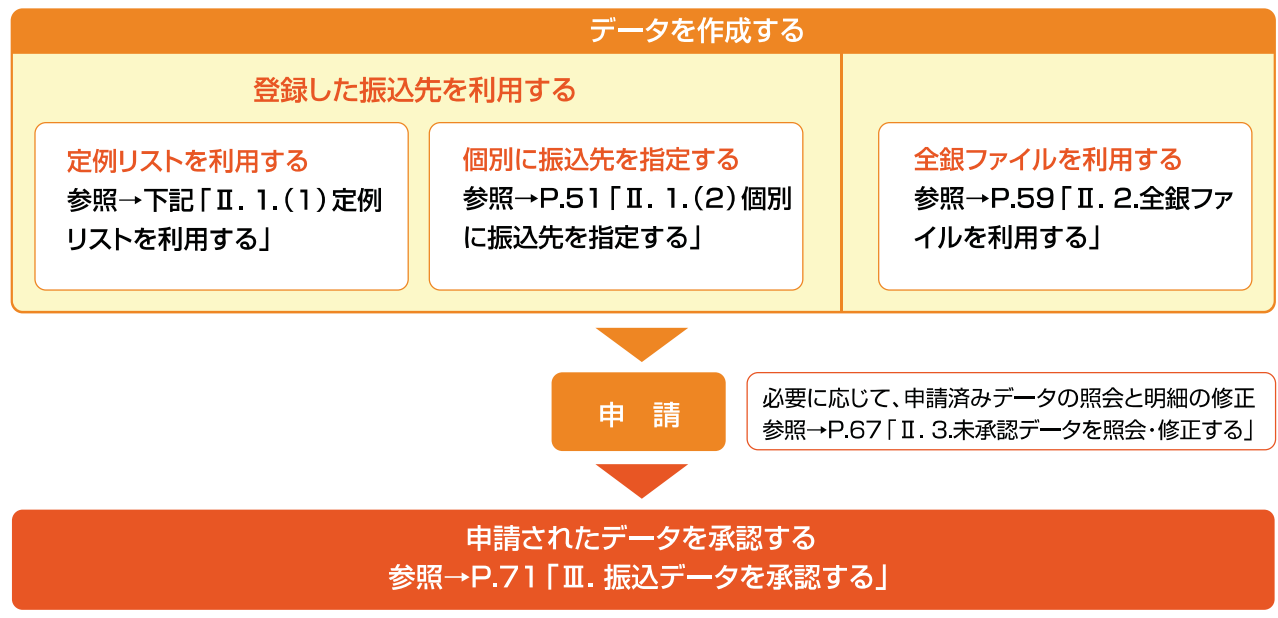 データを作成する
登録した振込先を利用する
定例リストを利用する
参照→下記「Ⅱ. 1.(1)定例
リストを利用する」
個別に振込先を指定する
参照→P.51「Ⅱ. 1.(2)個別
に振込先を指定する」
全銀ファイルを利用する
参照→P.59「Ⅱ. 2.全銀ファ
イルを利用する」
申 請
必要に応じて、申請済みデータの照会と明細の修正
参照→P.67「Ⅱ. 3.未承認データを照会・修正する」
申請されたデータを承認する
参照→P.71「Ⅲ. 振込データを承認する」